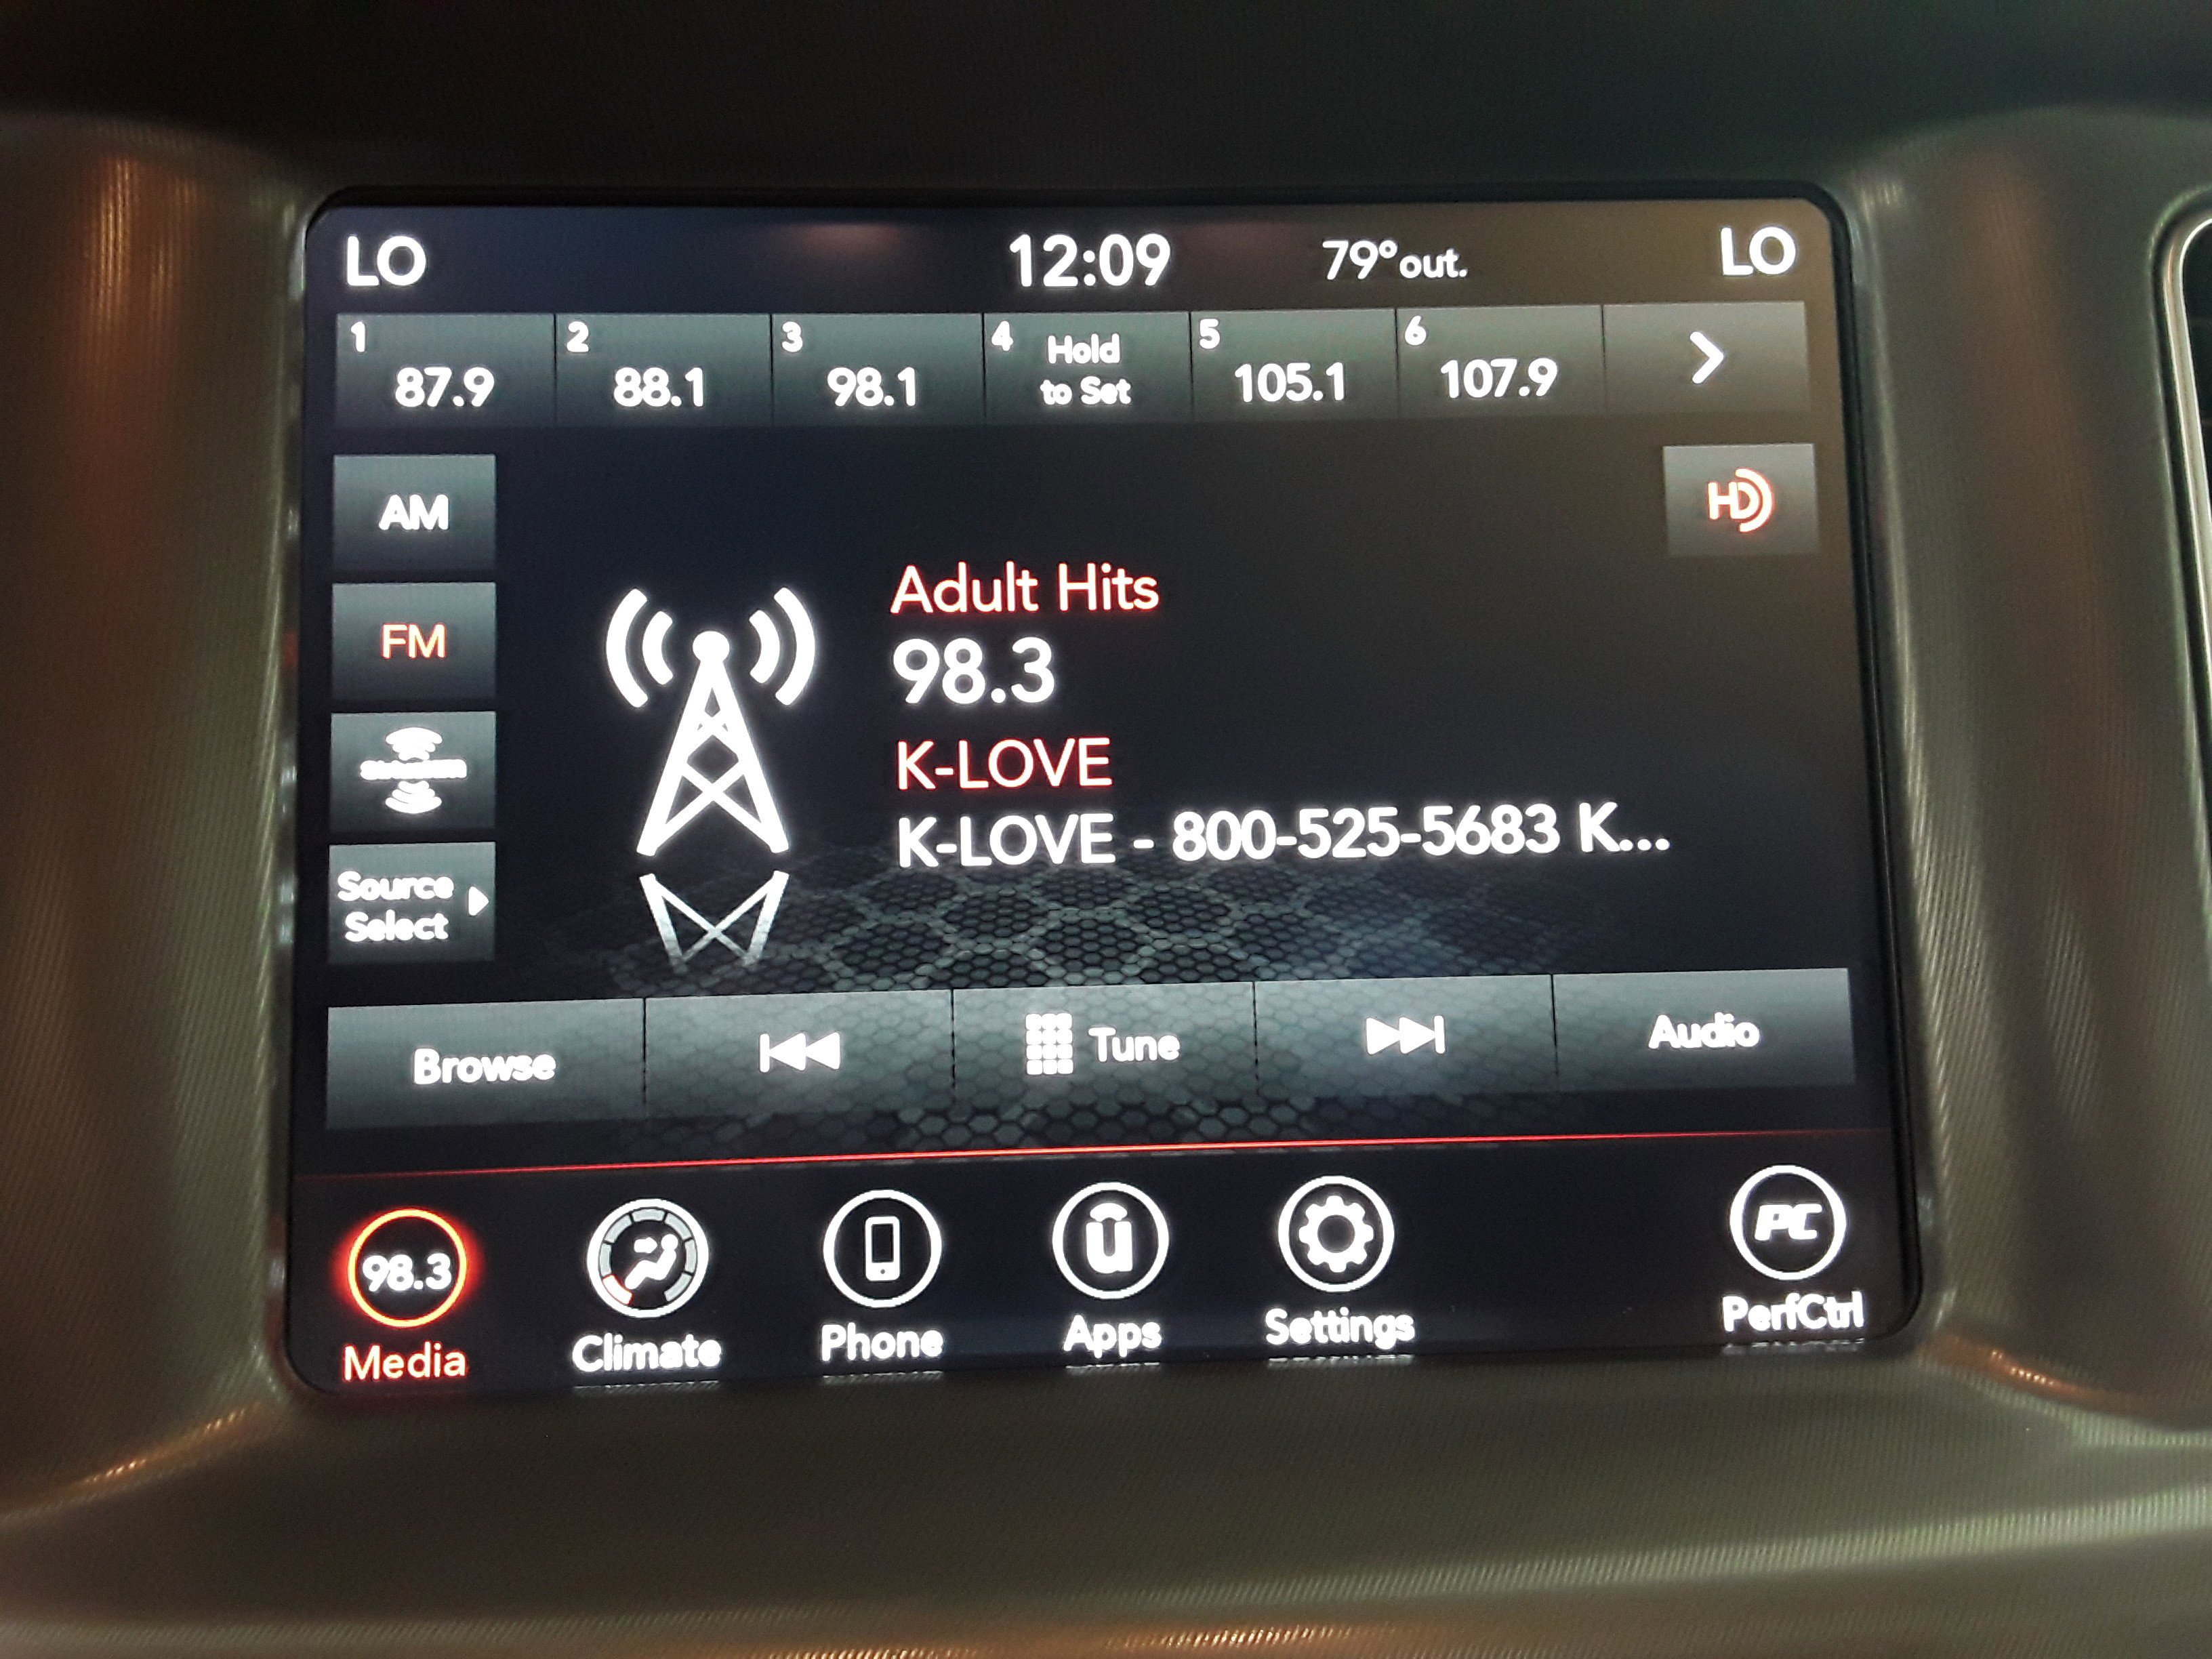 LO 12:09 79°out. LO
1 2 3 4 Hold 5 6
87.9 88.1 98.1 to Set 105.1 107.9
AM
HD
Adult Hits
FM
98.3
K-LOVE
K-LOVE - 800-525-5683 K...
Source
Select
Browse Tune Audio
98.3 u PC
Media Climate Phone Apps Settings PerfCtrl